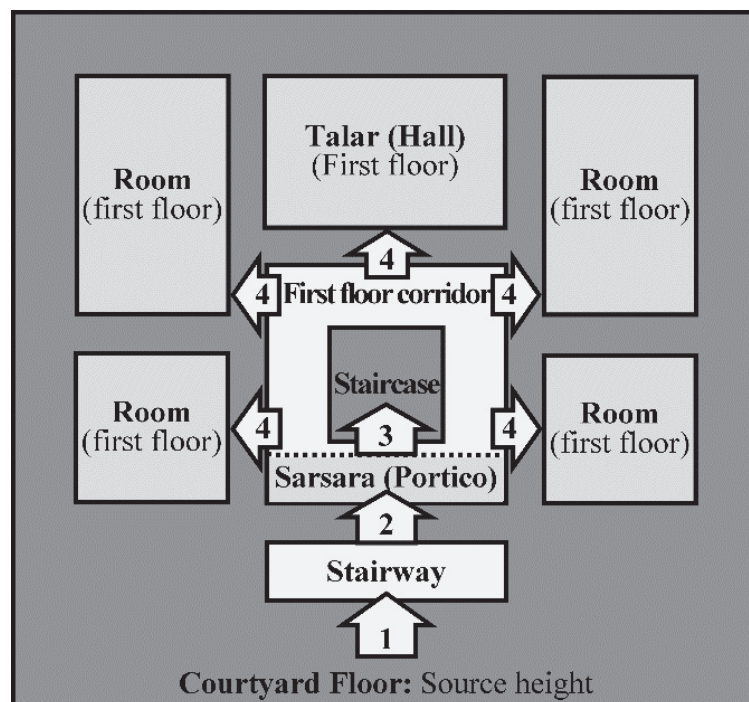 Talar (Hall)
(First floor)
Room
(first floor)
Room
(first floor)
4
4
First floor corridor
4
Staircase
Room
(first floor)
4
3
4
Room
(first floor)
Sarsara (Portico)
2
Stairway
1
Courtyard Floor: Source height